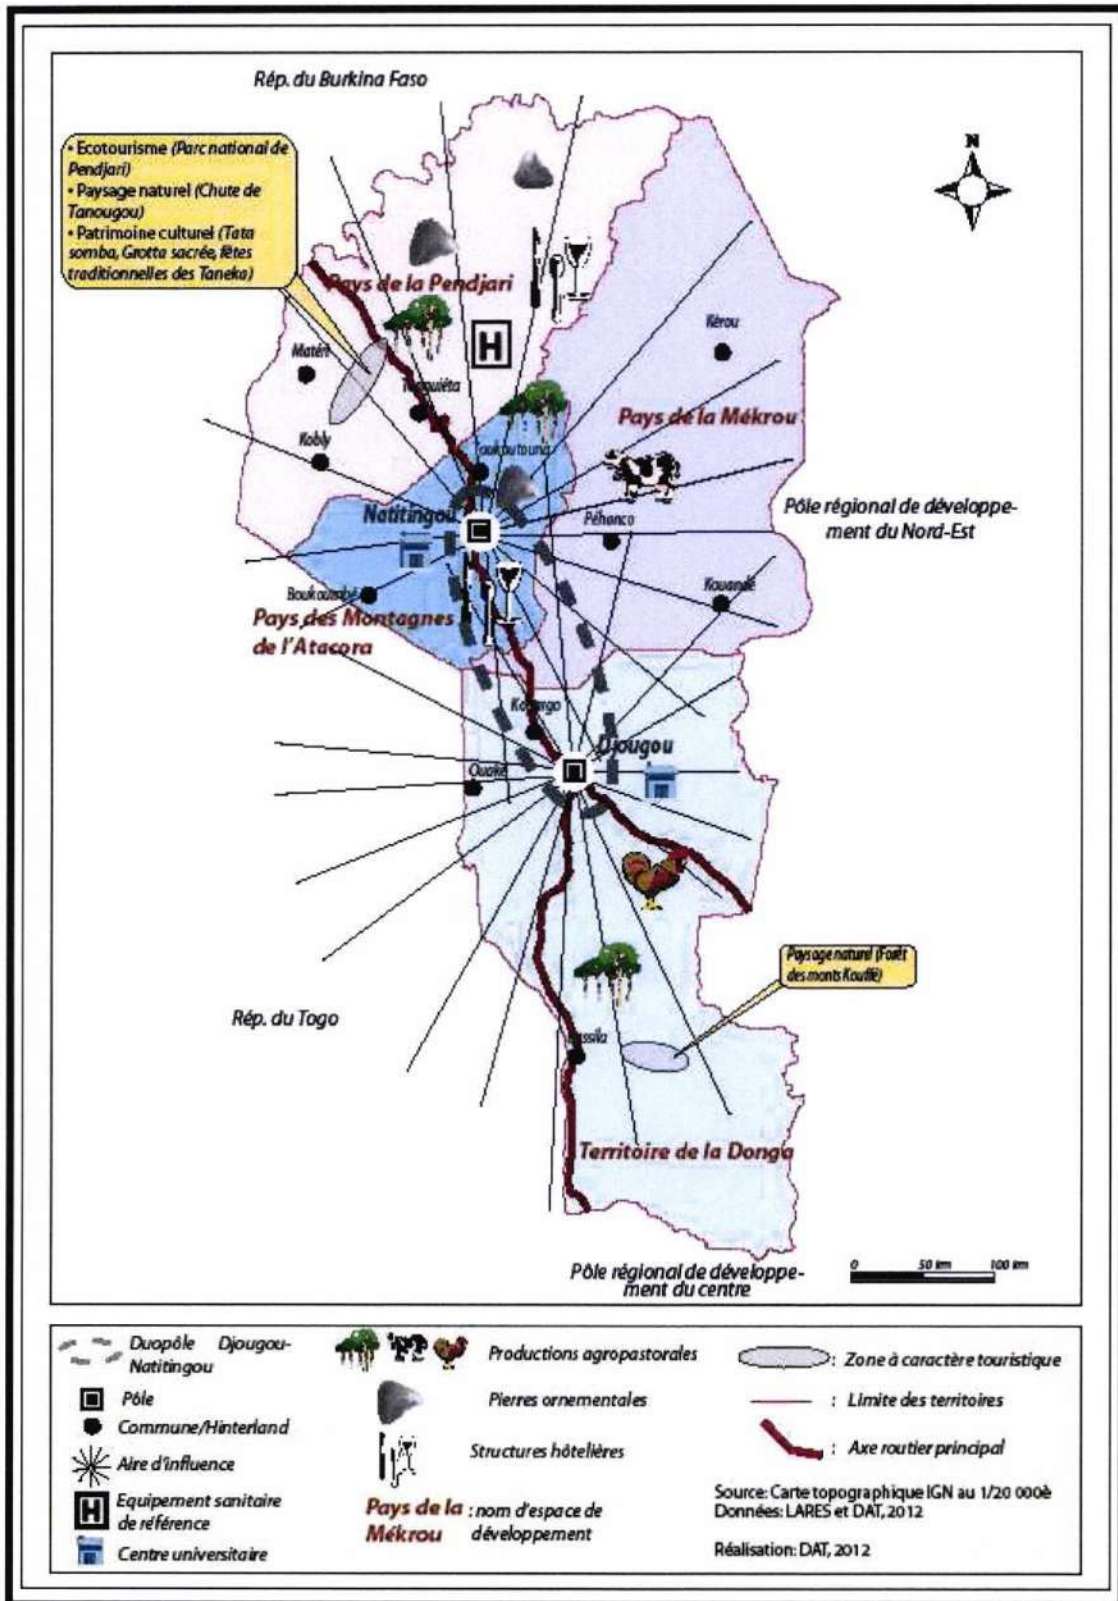 Rép. du Burkina Faso
• Ecotourisme (Parc national de
Pendjari)
• Paysage naturel (Chute de
Tanougou)
• Patrimoine culturel (Tata
somba, Grotta sacrée, fêtes
traditionnelles des Taneka)
N
Pays de la Pendjari
H
Matéri
Kérou
Pays de la Mékrou
Kobly
Natitingou
Péhonco
Pôle régional de développe-
ment du Nord-Est
Boukoumbé
Kouandé
Pays des Montagnes
de l'Atacora
Djougou
Ouaké
Paysage naturel (Forêt
des monts Kouffé)
Rép. du Togo
Territoire de la Donga
Pôle régional de développe-
ment du centre
0 50 km 100 km
Duopôle Djougou-
Natitingou
Pôle
Commune/Hinterland
Aire d'influence
H Equipement sanitaire
de référence
Centre universitaire
Productions agropastorales
Pierres ornementales
Structures hôtelières
Pays de la
Mékrou : nom d'espace de
développement
: Zone à caractère touristique
: Limite des territoires
: Axe routier principal
Source: Carte topographique IGN au 1/20 000è
Données: LARES et DAT, 2012
Réalisation: DAT, 2012